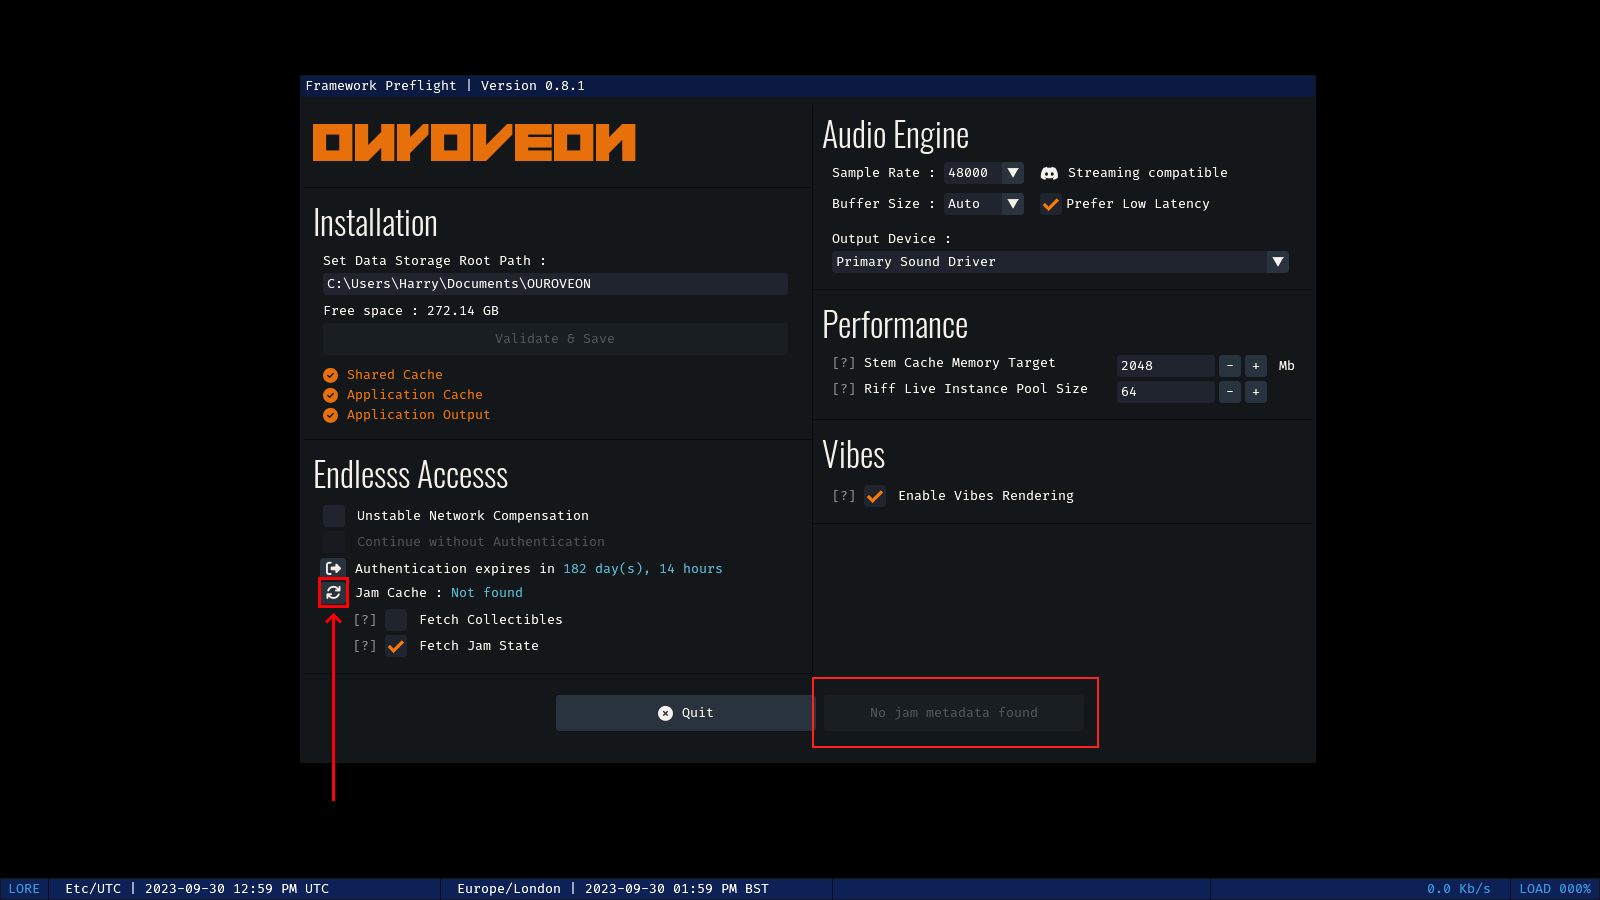 Framework Preflight | Version 0.8.1
OUROVEON
Installation
Set Data Storage Root Path :
C:\Users\Harry\Documents\OUROVEON
Free space : 272.14 GB
Validate & Save
Shared Cache
Application Cache
Application Output
Endlesss Accesss
Unstable Network Compensation
Continue without Authentication
Authentication expires in 182 day(s), 14 hours
Jam Cache : Not found
[?] Fetch Collectibles
[?] Fetch Jam State
Audio Engine
Sample Rate : 48000 Streaming compatible
Buffer Size : Auto Prefer Low Latency
Output Device :
Primary Sound Driver
Performance
[?] Stem Cache Memory Target 2048 - + Mb
[?] Riff Live Instance Pool Size 64 - +
Vibes
[?] Enable Vibes Rendering
Quit
No jam metadata found
LORE Etc/UTC | 2023-09-30 12:59 PM UTC Europe/London | 2023-09-30 01:59 PM BST 0.0 Kb/s LOAD 000%